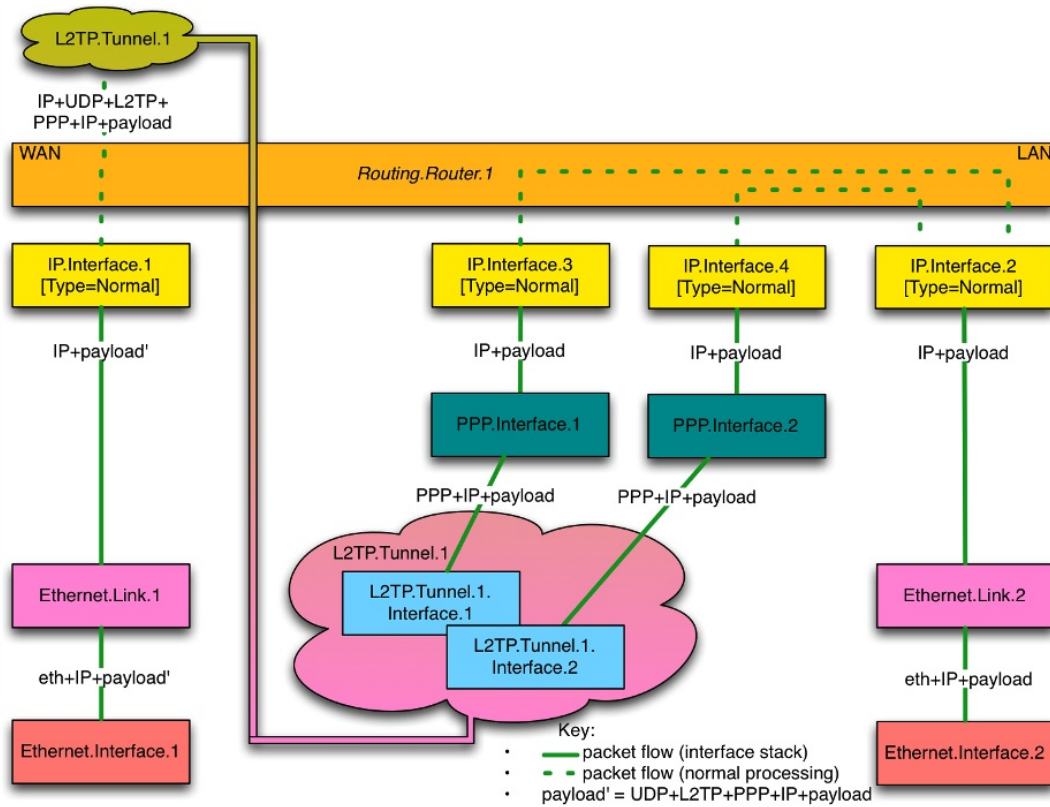 L2TP.Tunnel.1
IP+UDP+L2TP+
PPP+IP+payload
WAN
Routing.Router.1
LAN
IP.Interface.1
[Type=Normal]
IP.Interface.3
[Type=Normal]
IP.Interface.4
[Type=Normal]
IP.Interface.2
[Type=Normal]
IP+payload'
IP+payload
IP+payload
IP+payload
PPP.Interface.1
PPP.Interface.2
PPP+IP+payload
PPP+IP+payload
L2TP.Tunnel.1
L2TP.Tunnel.1.
Interface.1
L2TP.Tunnel.1.
Interface.2
Ethernet.Link.1
Ethernet.Link.2
eth+IP+payload'
eth+IP+payload
Ethernet.Interface.1
Ethernet.Interface.2
Key:
• packet flow (interface stack)
• packet flow (normal processing)
• payload' = UDP+L2TP+PPP+IP+payload